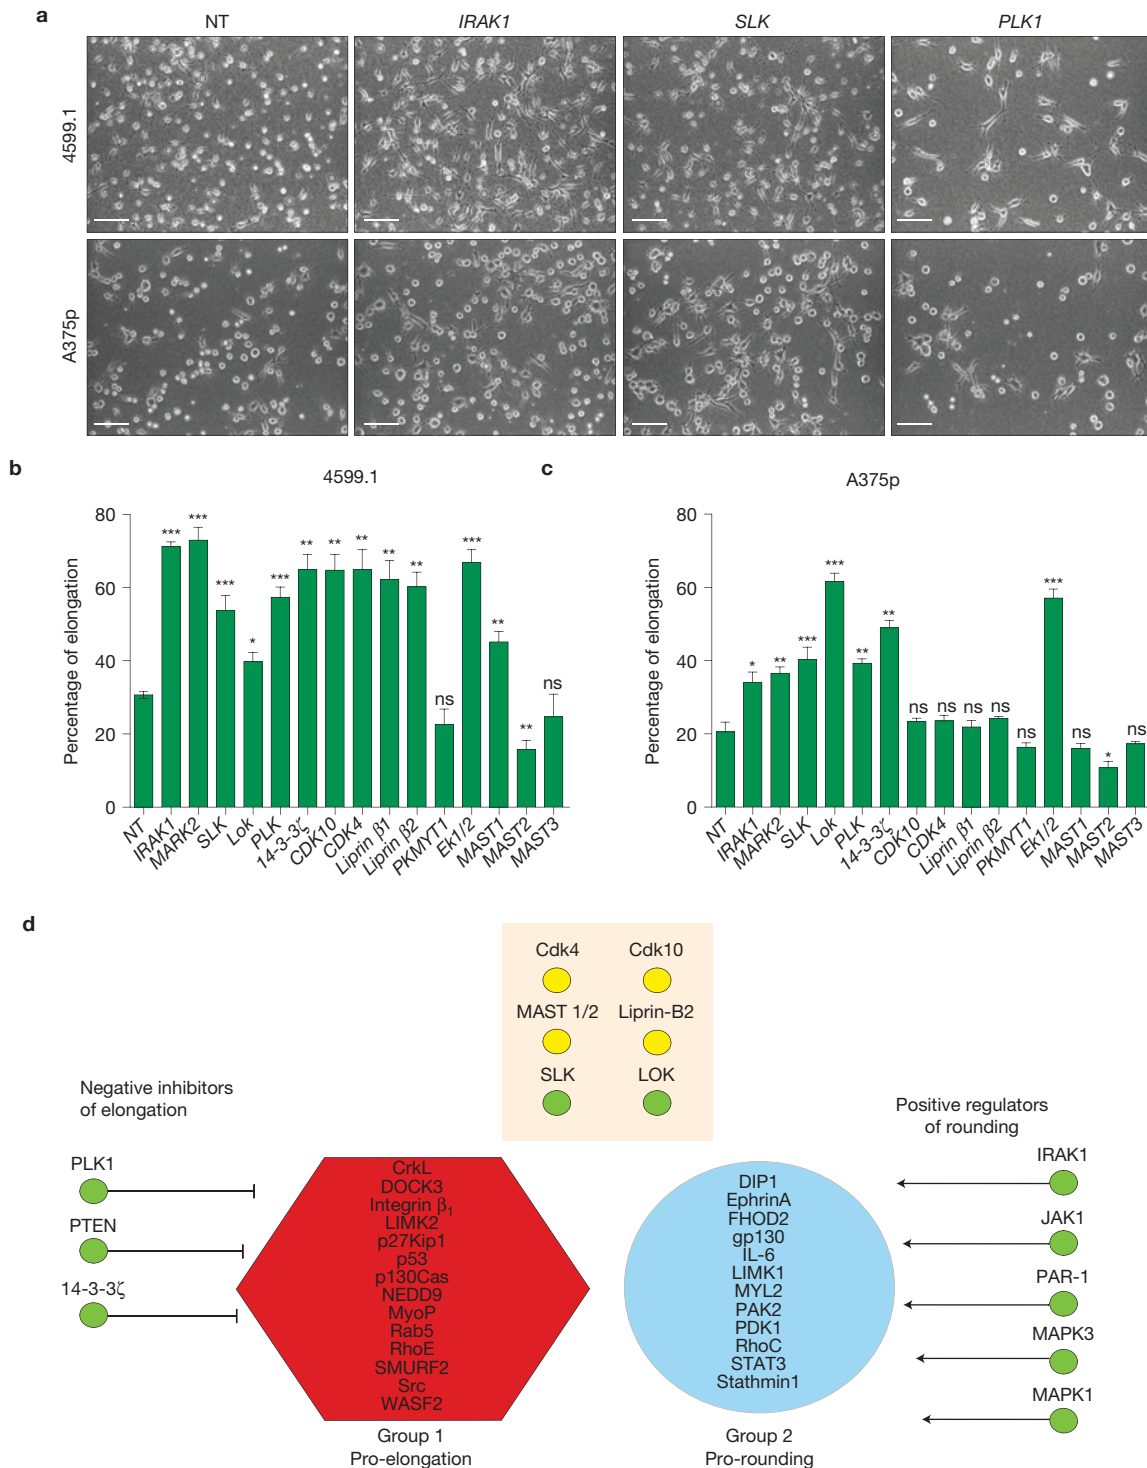 a
NT
IRAK1
SLK
PLK1
4599.1
A375p
b
4599.1
Percentage of elongation
80
60
40
20
0
***
***
***
*
***
**
**
**
**
**
ns
***
**
**
ns
NT
IRAK1
MARK2
SLK
Lok
PLK
14-3-3ζ
CDK10
CDK4
Liprin β1
Liprin β2
PKMYT1
Ek1/2
MAST1
MAST2
MAST3
c
A375p
Percentage of elongation
80
60
40
20
0
*
**
***
***
**
**
ns
ns
ns
ns
ns
***
ns
*
ns
NT
IRAK1
MARK2
SLK
Lok
PLK
14-3-3ζ
CDK10
CDK4
Liprin β1
Liprin β2
PKMYT1
Ek1/2
MAST1
MAST2
MAST3
d
Cdk4 Cdk10
MAST 1/2 Liprin-B2
SLK LOK
Negative inhibitors
of elongation
PLK1
PTEN
14-3-3ζ
CrkL
DOCK3
Integrin β1
LIMK2
p27Kip1
p53
p130Cas
NEDD9
MyoP
Rab5
RhoE
SMURF2
Src
WASF2
Group 1
Pro-elongation
DIP1
EphrinA
FHOD2
gp130
IL-6
LIMK1
MYL2
PAK2
PDK1
RhoC
STAT3
Stathmin1
Group 2
Pro-rounding
Positive regulators
of rounding
IRAK1
JAK1
PAR-1
MAPK3
MAPK1